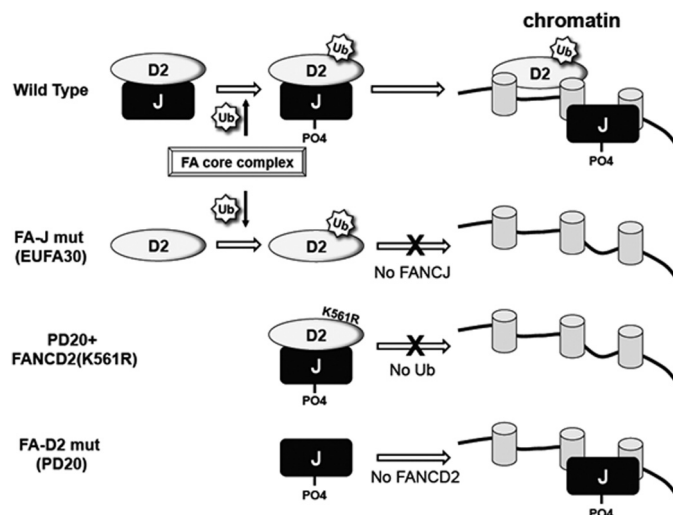 chromatin
Wild Type
D2
J
Ub
D2
Ub
J
PO4
D2
Ub
J
PO4
FA core complex
FA-J mut
(EUFA30)
D2
Ub
D2
Ub
X
No FANCJ
PD20+
FANCD2(K561R)
K561R
D2
J
PO4
X
No Ub
FA-D2 mut
(PD20)
J
PO4
No FANCD2
J
PO4